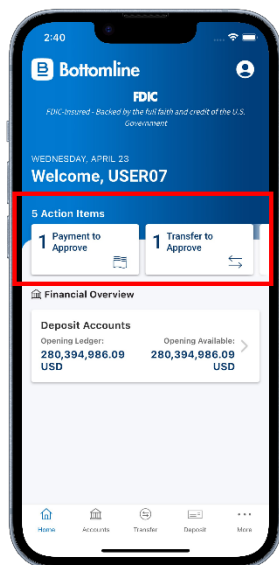 2:40
Bottomline
FDIC
FDIC-Insured - Backed by the full faith and credit of the U.S.
Government
WEDNESDAY, APRIL 23
Welcome, USER07
5 Action Items
1 Payment to
Approve
1 Transfer to
Approve
Financial Overview
Deposit Accounts
Opening Ledger:
280,394,986.09
USD
Opening Available:
280,394,986.09
USD
Home
Accounts
Transfer
Deposit
More